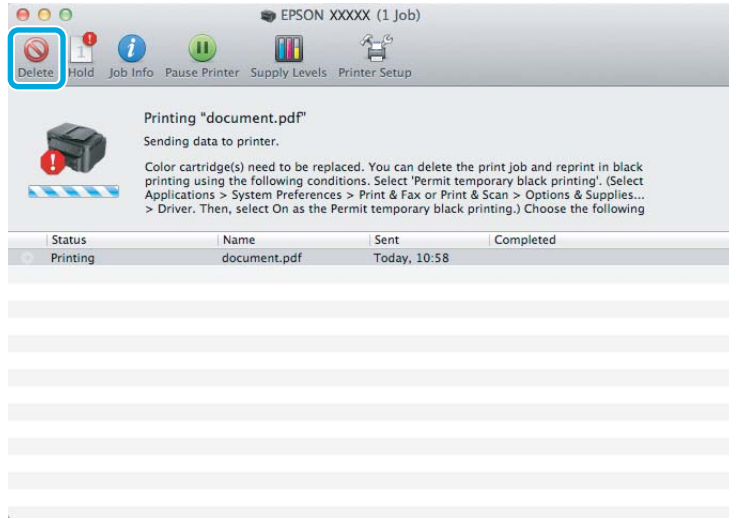 EPSON XXXXX (1 Job)
1
Delete Hold Job Info Pause Printer Supply Levels Printer Setup
Printing "document.pdf"
Sending data to printer.
Color cartridge(s) need to be replaced. You can delete the print job and reprint in black
printing using the following conditions. Select 'Permit temporary black printing'. (Select
Applications > System Preferences > Print & Fax or Print & Scan > Options & Supplies...
> Driver. Then, select On as the Permit temporary black printing.) Choose the following
Status Name Sent Completed
Printing document.pdf Today, 10:58